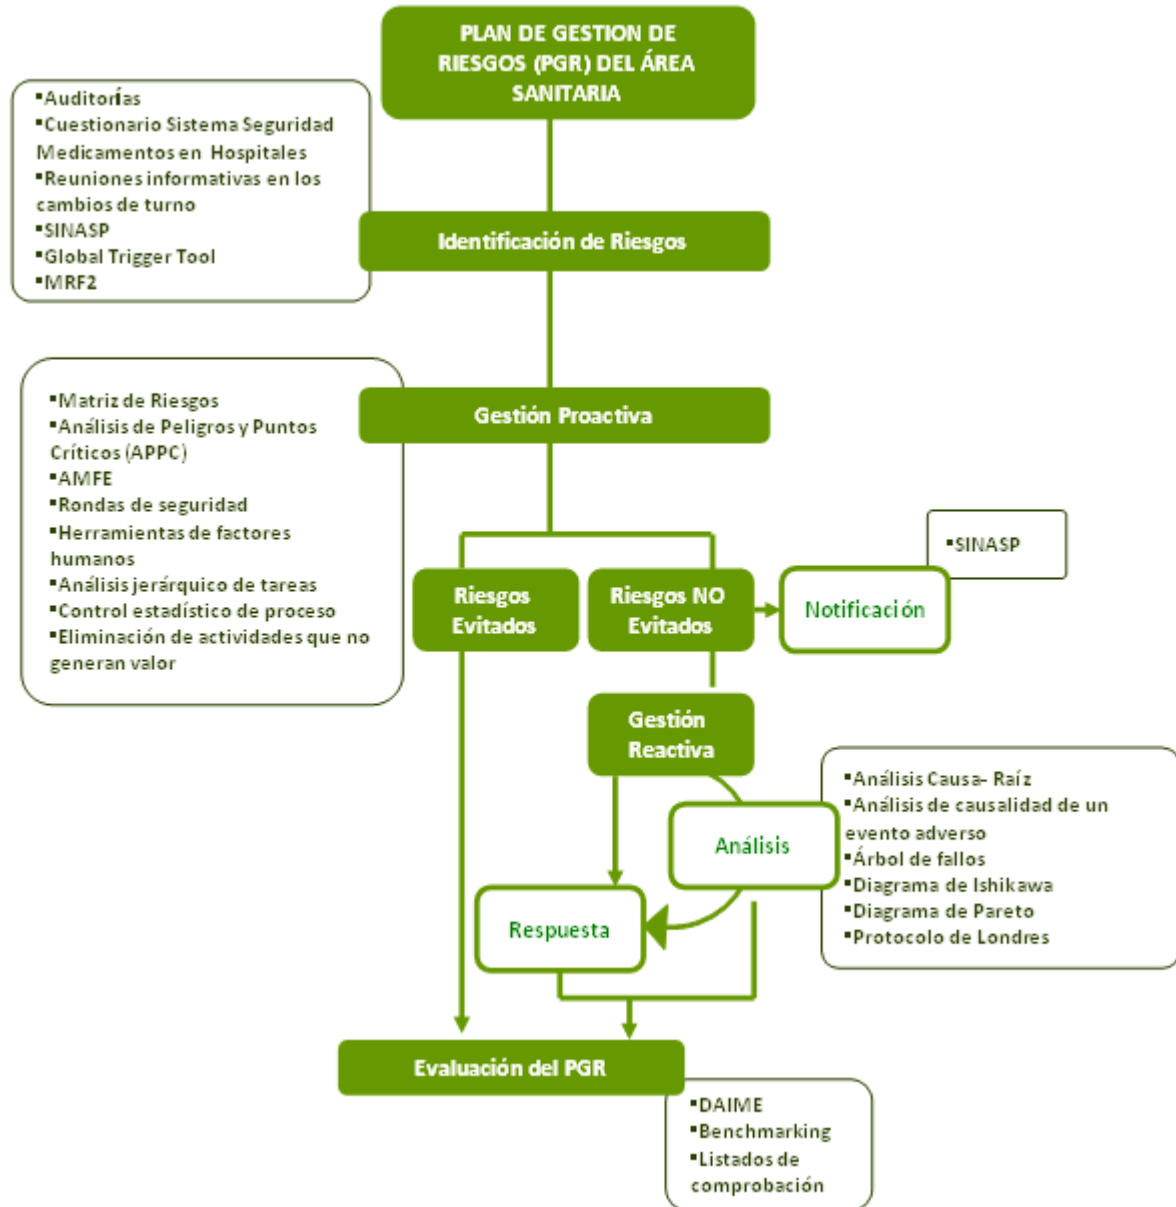 PLAN DE GESTION DE
RIESGOS (PGR) DEL ÁREA
SANITARIA
▪Auditorías
▪Cuestionario Sistema Seguridad
Medicamentos en Hospitales
▪Reuniones informativas en los
cambios de turno
▪SINASP
▪Global Trigger Tool
▪MRF2
Identificación de Riesgos
▪Matriz de Riesgos
▪Análisis de Peligros y Puntos
Críticos (APPC)
▪AMFE
▪Rondas de seguridad
▪Herramientas de factores
humanos
▪Análisis jerárquico de tareas
▪Control estadístico de proceso
▪Eliminación de actividades que no
generan valor
Gestión Proactiva
Riesgos
Evitados
Riesgos NO
Evitados
▪SINASP
Notificación
Gestión
Reactiva
Análisis
▪Análisis Causa- Raíz
▪Análisis de causalidad de un
evento adverso
▪Árbol de fallos
▪Diagrama de Ishikawa
▪Diagrama de Pareto
▪Protocolo de Londres
Respuesta
Evaluación del PGR
▪DAIME
▪Benchmarking
▪Listados de
comprobación